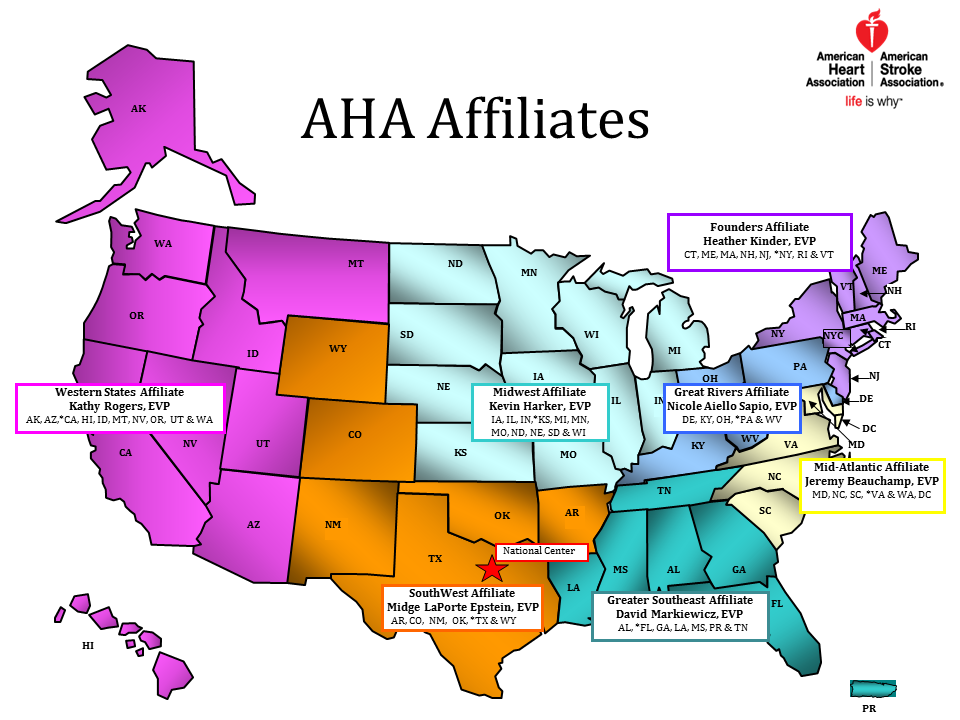 American
Heart
Association
American
Stroke
Association®
life is why™
AHA Affiliates
AK
WA
OR
ID
MT
ND
MN
SD
WY
NE
IA
WI
MI
Founders Affiliate
Heather Kinder, EVP
CT, ME, MA, NH, NJ, *NY, RI & VT
VT
ME
NH
MA
RI
NY
NYC
CT
PA
NJ
DE
OH
IL
IN
Western States Affiliate
Kathy Rogers, EVP
AK, AZ,*CA, HI, ID, MT, NV, OR, UT & WA
Midwest Affiliate
Kevin Harker, EVP
IA, IL, IN,*KS, MI, MN,
MO, ND, NE, SD & WI
Great Rivers Affiliate
Nicole Aiello Sapio, EVP
DE, KY, OH, *PA & WV
DC
MD
CA
NV
UT
CO
KS
MO
KY
WV
VA
Mid-Atlantic Affiliate
Jeremy Beauchamp, EVP
MD, NC, SC, *VA & WA, DC
AZ
NM
OK
AR
TN
NC
SC
TX
National Center
LA
MS
AL
GA
FL
SouthWest Affiliate
Midge LaPorte Epstein, EVP
AR, CO, NM, OK, *TX & WY
Greater Southeast Affiliate
David Markiewicz, EVP
AL, *FL, GA, LA, MS, PR & TN
HI
PR